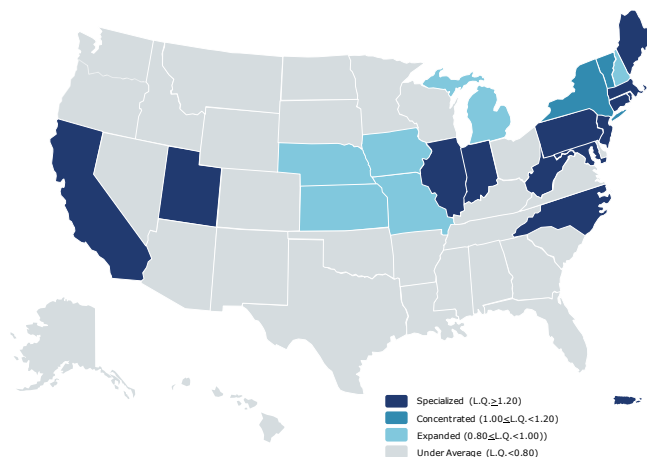 Specialized (L.Q.≥1.20)
Concentrated (1.00≤L.Q.<1.20)
Expanded (0.80≤L.Q.<1.00))
Under Average (L.Q.<0.80)